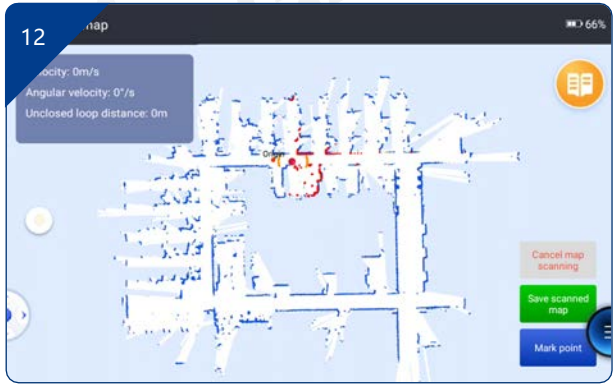 12
map
66%
Velocity: 0m/s
Angular velocity: 0°/s
Unclosed loop distance: 0m
Cancel map
scanning
Save scanned
map
Mark point